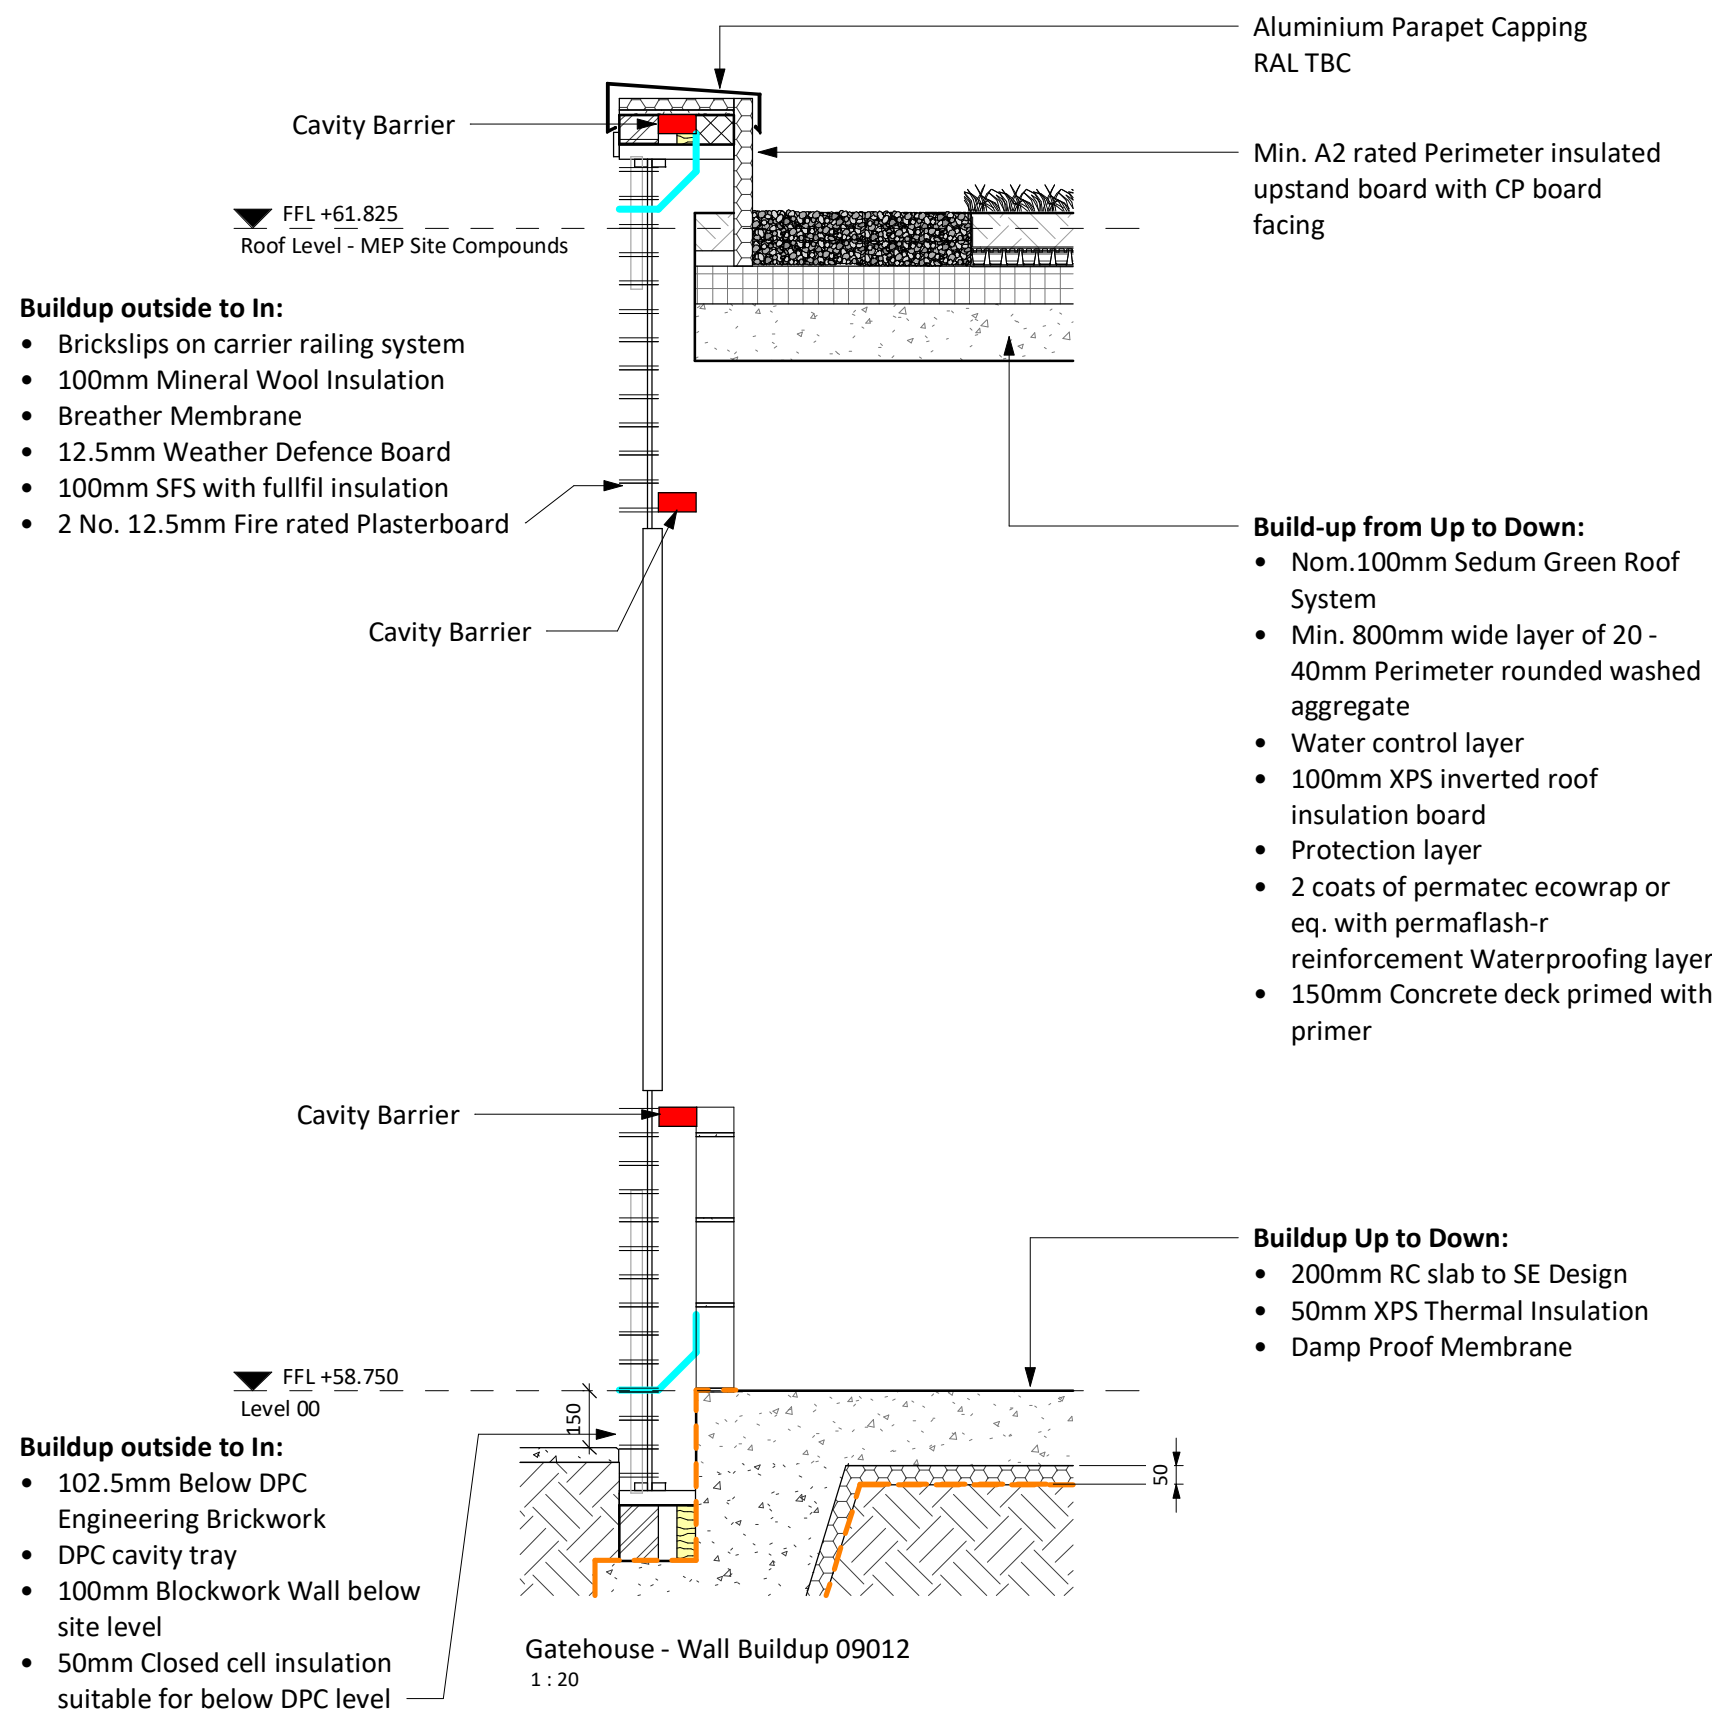 Aluminium Parapet Capping
RAL TBC
Cavity Barrier
Min. A2 rated Perimeter insulated
upstand board with CP board
facing
FFL +61.825
Roof Level - MEP Site Compounds
Buildup outside to In:
• Brickslips on carrier railing system
• 100mm Mineral Wool Insulation
• Breather Membrane
• 12.5mm Weather Defence Board
• 100mm SFS with fullfil insulation
• 2 No. 12.5mm Fire rated Plasterboard
Cavity Barrier
Build-up from Up to Down:
• Nom.100mm Sedum Green Roof
System
• Min. 800mm wide layer of 20 -
40mm Perimeter rounded washed
aggregate
• Water control layer
• 100mm XPS inverted roof
insulation board
• Protection layer
• 2 coats of permatec ecowrap or
eq. with permaflash-r
reinforcement Waterproofing layer
• 150mm Concrete deck primed with
primer
Cavity Barrier
Buildup Up to Down:
• 200mm RC slab to SE Design
• 50mm XPS Thermal Insulation
• Damp Proof Membrane
FFL +58.750
Level 00
150
50
Buildup outside to In:
• 102.5mm Below DPC
Engineering Brickwork
• DPC cavity tray
• 100mm Blockwork Wall below
site level
• 50mm Closed cell insulation
suitable for below DPC level
Gatehouse - Wall Buildup 09012
1 : 20